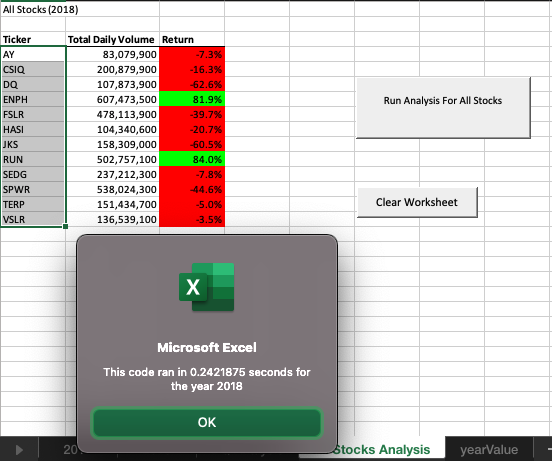 All Stocks (2018)
Ticker Total Daily Volume Return
AY 83,079,900 -7.3%
CSIQ 200,879,900 -16.3%
DQ 107,873,900 -62.6%
ENPH 607,473,500 81.9%
FSLR 478,113,900 -39.7%
HASI 104,340,600 -20.7%
JKS 158,309,000 -60.5%
RUN 502,757,100 84.0%
SEDG 237,212,300 -7.8%
SPWR 538,024,300 -44.6%
TERP 151,434,700 -5.0%
VSLR 136,539,100 -3.5%
Run Analysis For All Stocks
Clear Worksheet
X
Microsoft Excel
This code ran in 0.2421875 seconds for
the year 2018
OK
20 Stocks Analysis yearValue